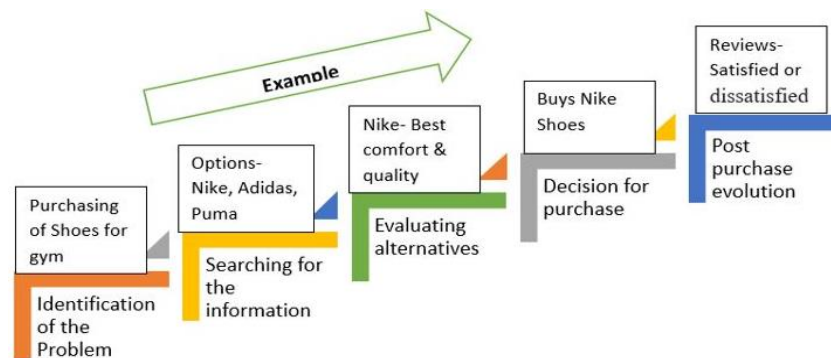 Example
Purchasing
of Shoes for
gym
Identification
of the
Problem
Options-
Nike, Adidas,
Puma
Searching for
the
information
Nike- Best
comfort &
quality
Evaluating
alternatives
Buys Nike
Shoes
Decision for
purchase
Reviews-
Satisfied or
dissatisfied
Post
purchase
evolution